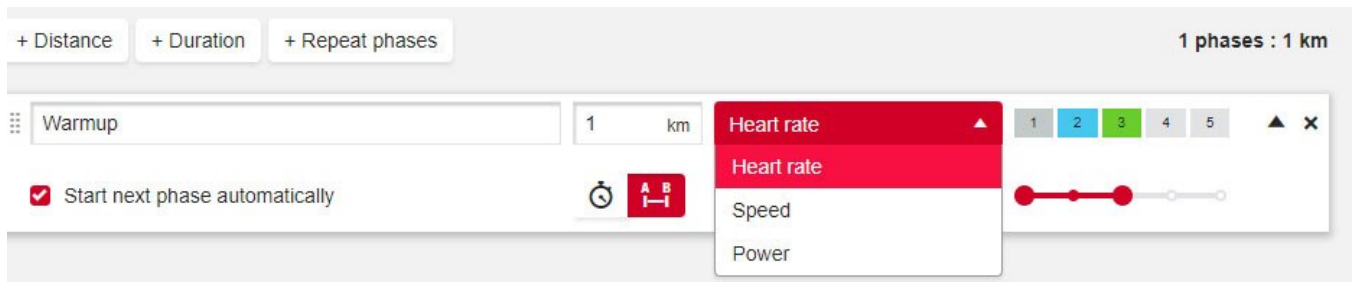 + Distance + Duration + Repeat phases 1 phases : 1 km
Warmup 1 km Heart rate 1 2 3 4 5
Heart rate
Start next phase automatically A B
Speed
Power